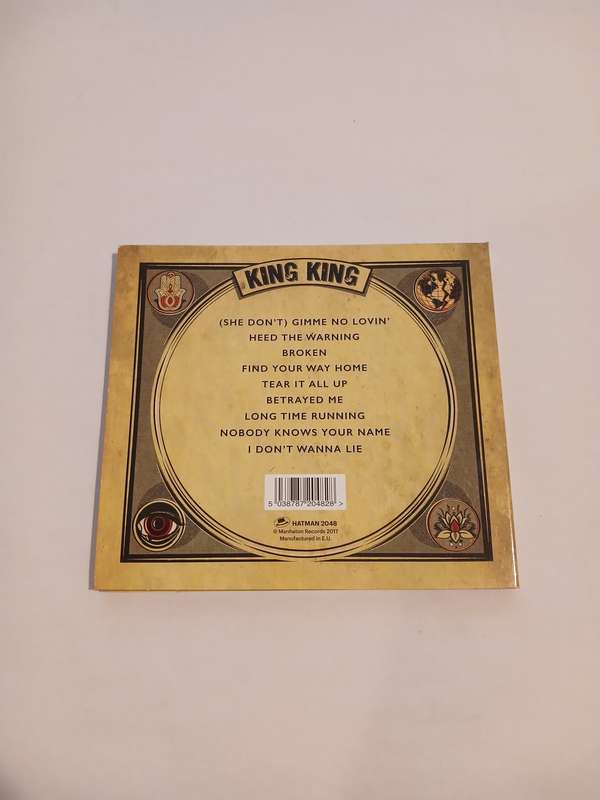 KING KING
(SHE DON'T) GIMME NO LOVIN'
HEED THE WARNING
BROKEN
FIND YOUR WAY HOME
TEAR IT ALL UP
BETRAYED ME
LONG TIME RUNNING
NOBODY KNOWS YOUR NAME
I DON'T WANNA LIE
5 038787 204828 >
HATMAN 2048
© Manhaton Records 2017
Manufactured in E.U.